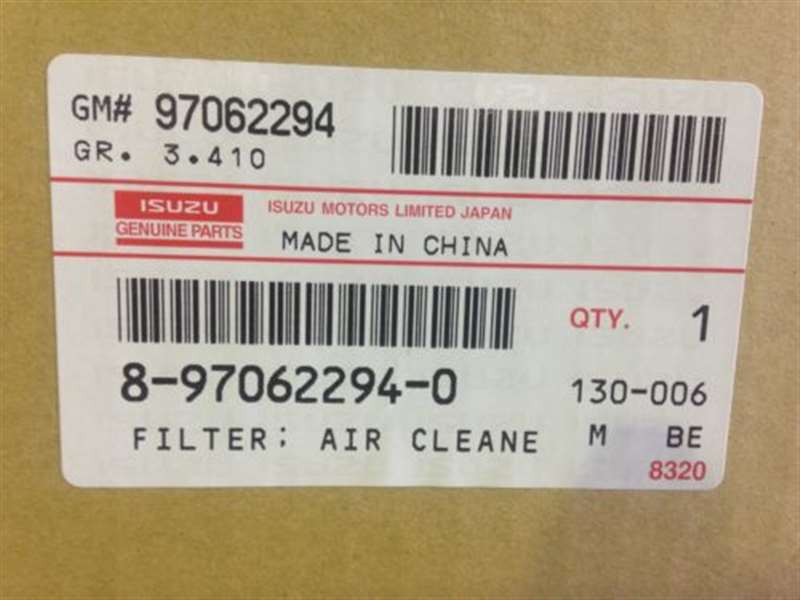 GM# 97062294
GR. 3.410
ISUZU
GENUINE PARTS
ISUZU MOTORS LIMITED JAPAN
MADE IN CHINA
QTY. 1
8-97062294-0
130-006
FILTER; AIR CLEANE
M BE
8320